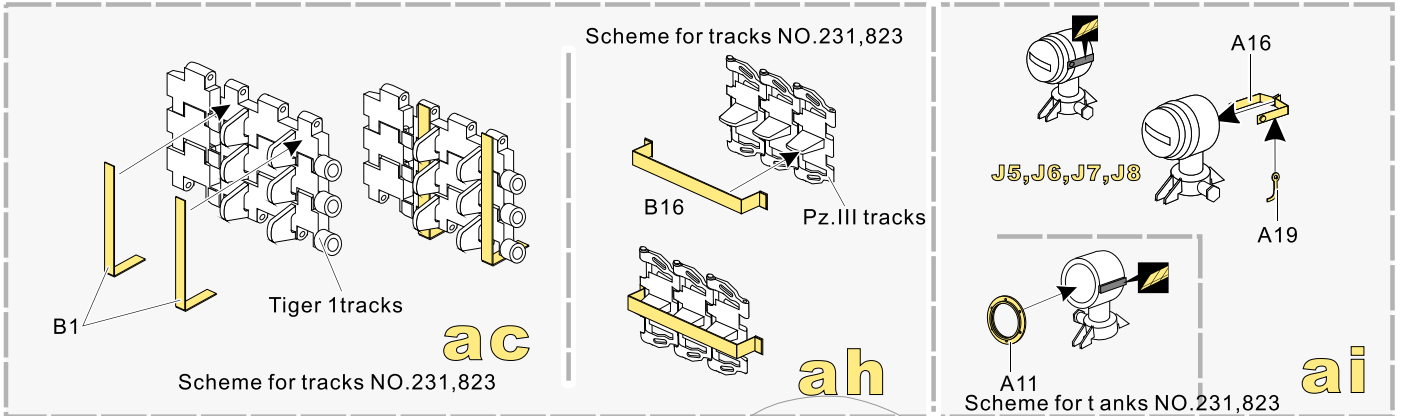 B1
Tiger 1tracks
ac
Scheme for tracks NO.231,823
Scheme for tracks NO.231,823
B16
Pz.III tracks
ah
A16
J5,J6,J7,J8
A19
A11
ai
Scheme for t anks NO.231,823